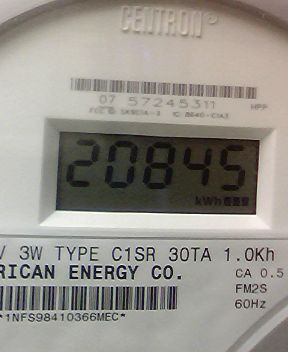 CENTRON®
07 57245311 HPP
20845
kWh
V 3W TYPE C1SR 30TA 1.0Kh
RICAN ENERGY CO. CA 0.5
FM2S
60Hz
*1NFS98410366MEC*